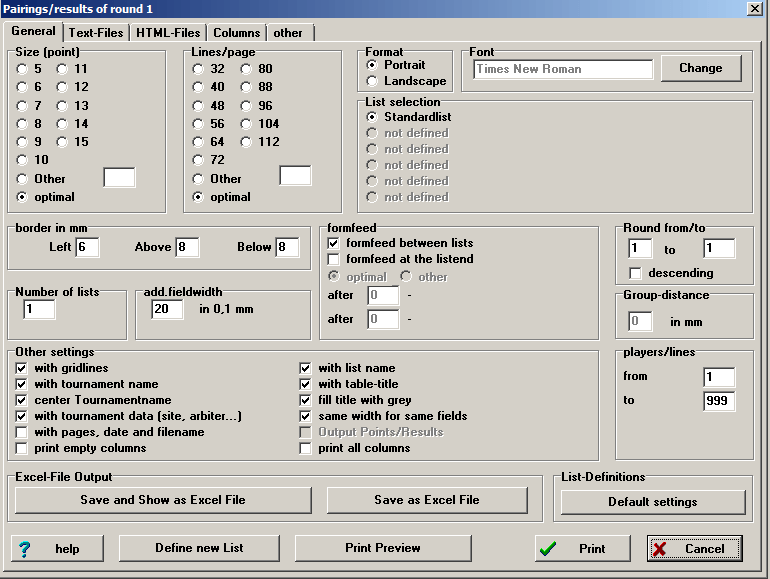 Pairings/results of round 1
General Text-Files HTML-Files Columns other
Size (point)
5 11
6 12
7 13
8 14
9 15
10
Other
optimal
Lines/page
32 80
40 88
48 96
56 104
64 112
72
Other
optimal
Format
Portrait
Landscape
Font
Times New Roman Change
List selection
Standardlist
not defined
not defined
not defined
not defined
not defined
border in mm
Left 6 Above 8 Below 8
formfeed
formfeed between lists
formfeed at the listend
optimal other
after 0 -
after 0 -
Round from/to
1 to 1
descending
Number of lists
1
add.fieldwidth
20 in 0,1 mm
Group-distance
0 in mm
Other settings
with gridlines
with tournament name
center Tournamentname
with tournament data (site, arbiter...)
with pages, date and filename
print empty columns
with list name
with table-title
fill title with grey
same width for same fields
Output Points/Results
print all columns
players/lines
from 1
to 999
Excel-File Output
Save and Show as Excel File Save as Excel File
List-Definitions
Default settings
? help Define new List Print Preview Print Cancel